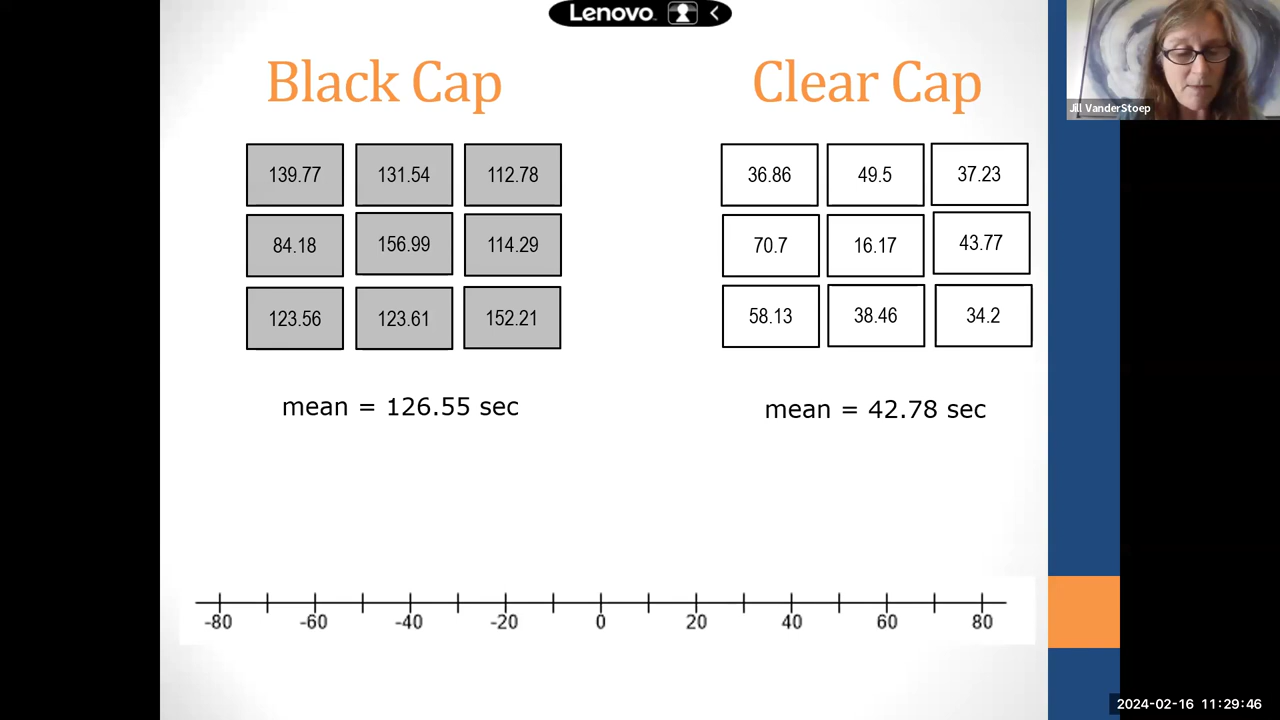 Lenovo
Black Cap
Clear Cap
Jill VanderStoep
139.77 131.54 112.78
84.18 156.99 114.29
123.56 123.61 152.21
36.86 49.5 37.23
70.7 16.17 43.77
58.13 38.46 34.2
mean = 126.55 sec
mean = 42.78 sec
-80 -60 -40 -20 0 20 40 60 80
2024-02-16 11:29:46